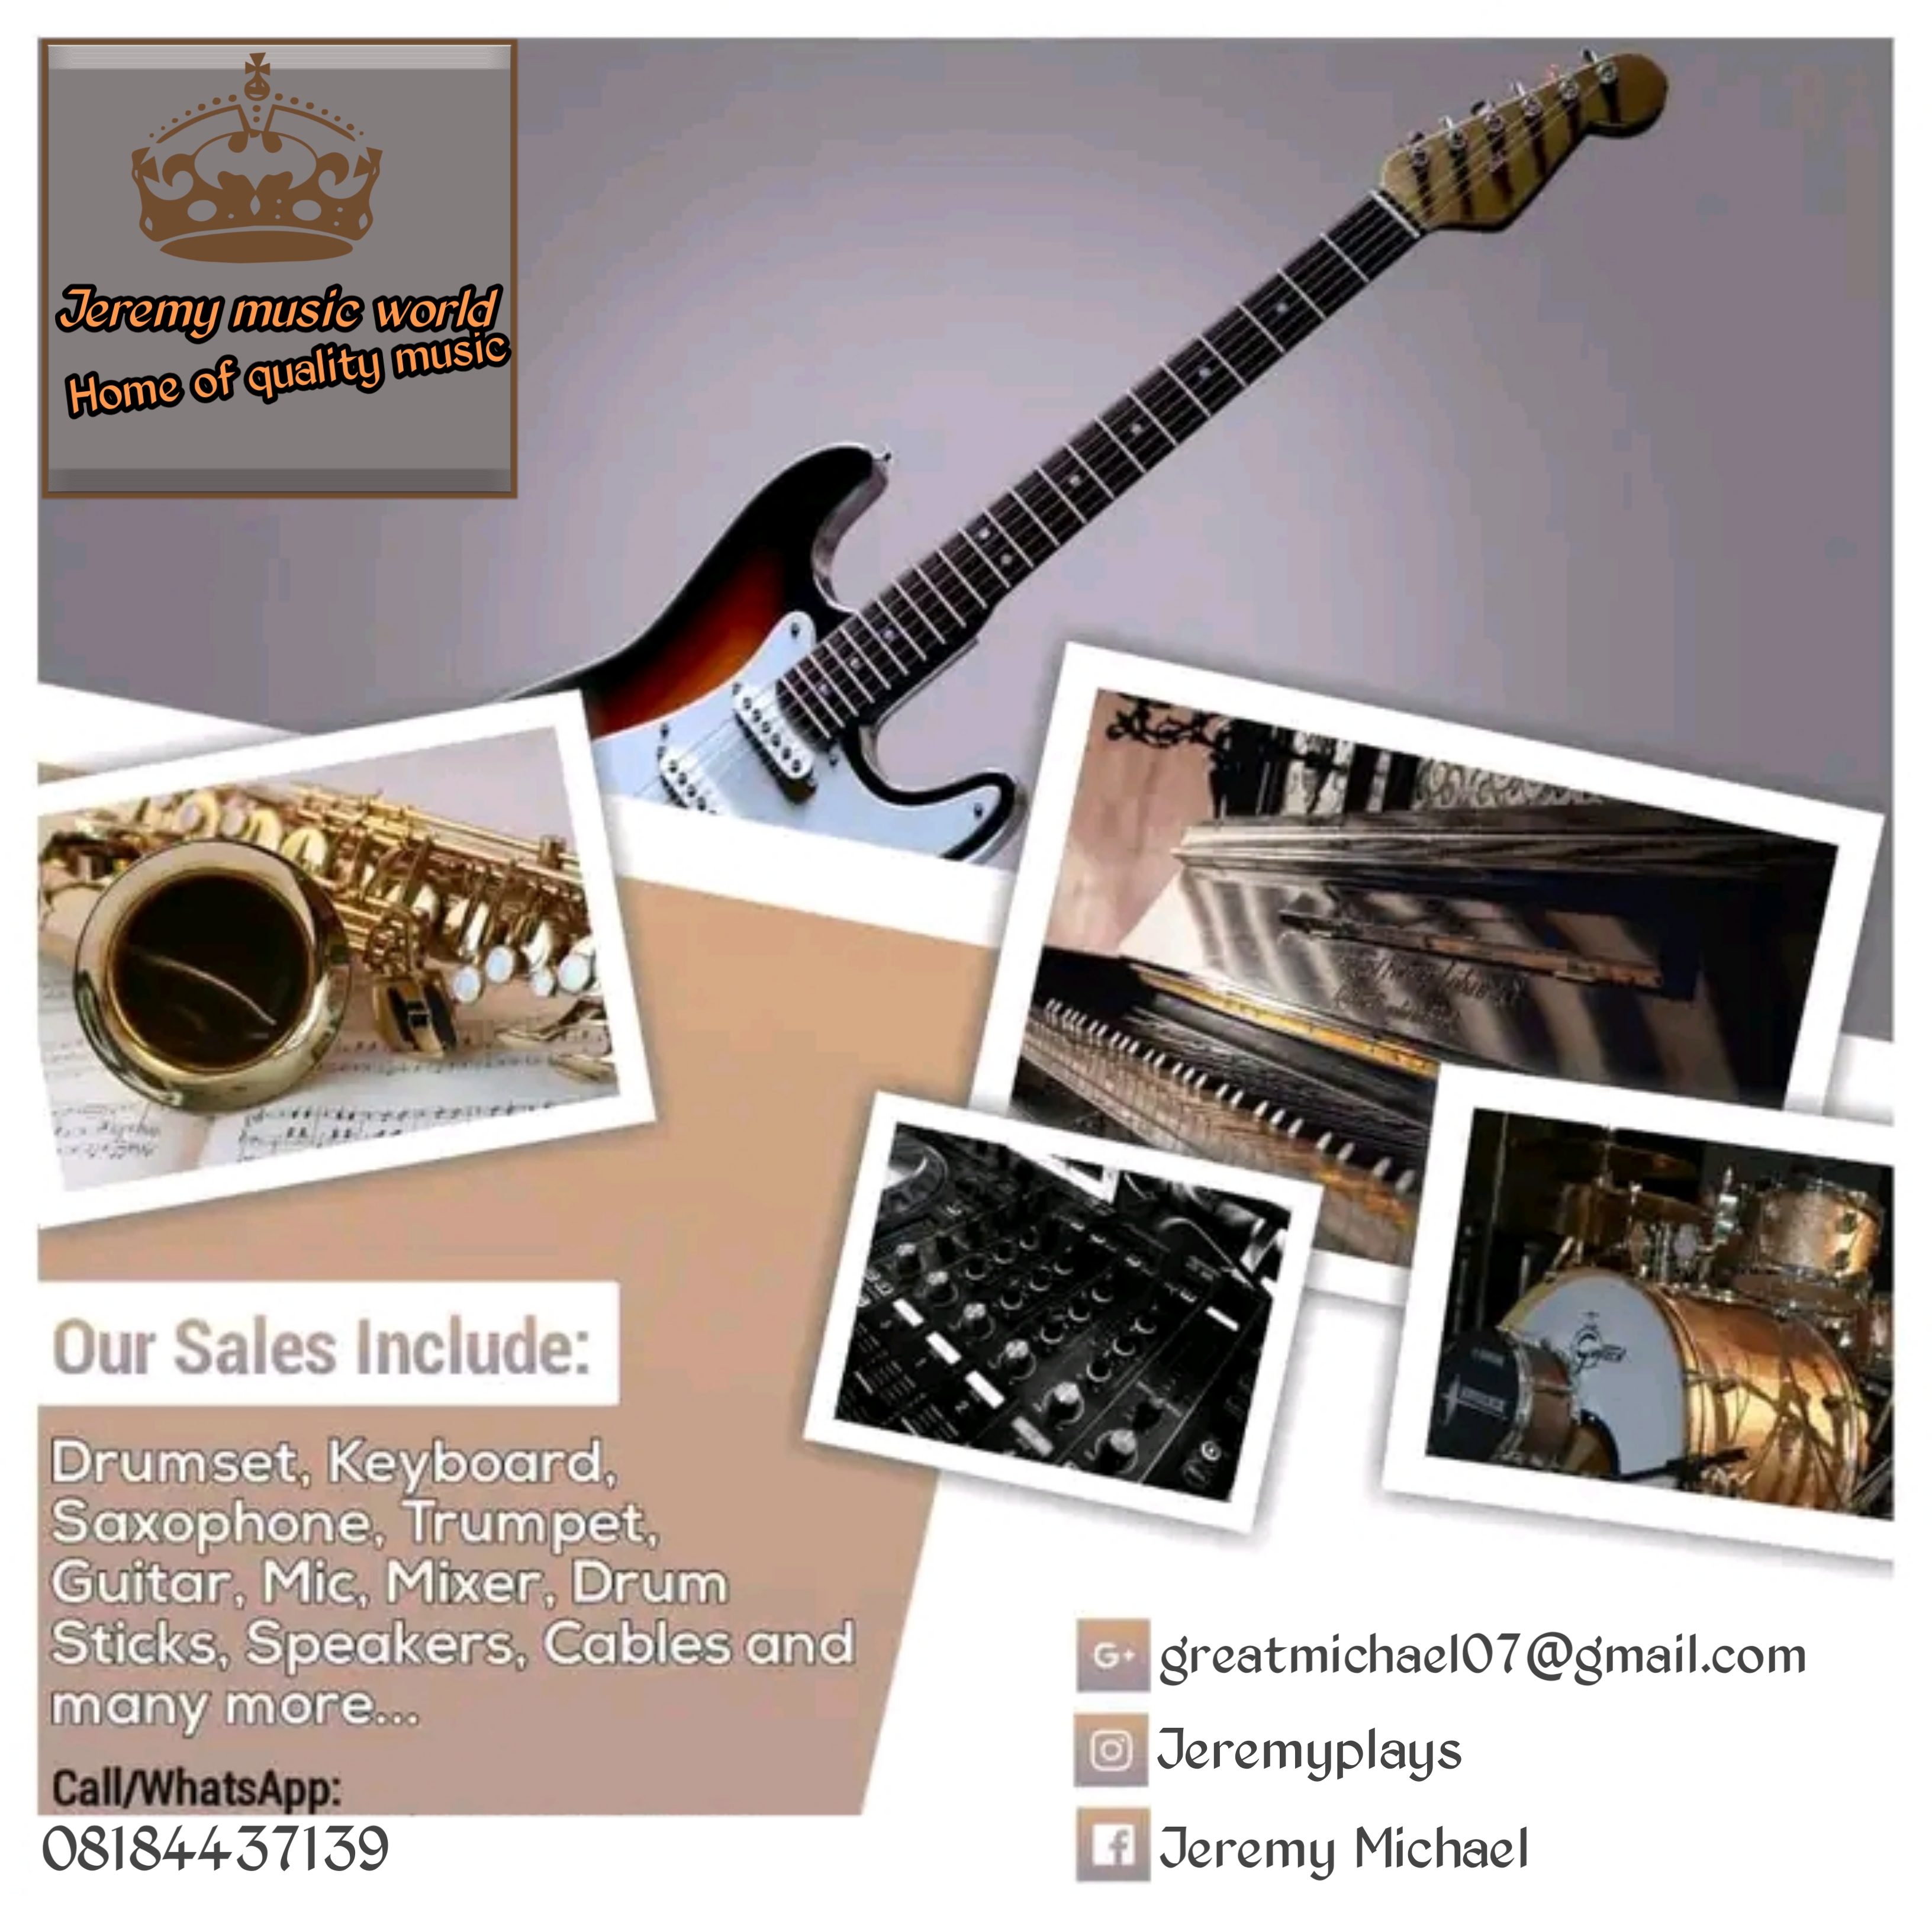 Jeremy music world
Home of quality music
Our Sales Include:
Drumset, Keyboard,
Saxophone, Trumpet,
Guitar, Mic, Mixer, Drum
Sticks, Speakers, Cables and
many more...
Call/WhatsApp:
08184437139
G+ greatmichael07@gmail.com
Jeremyplays
Jeremy Michael